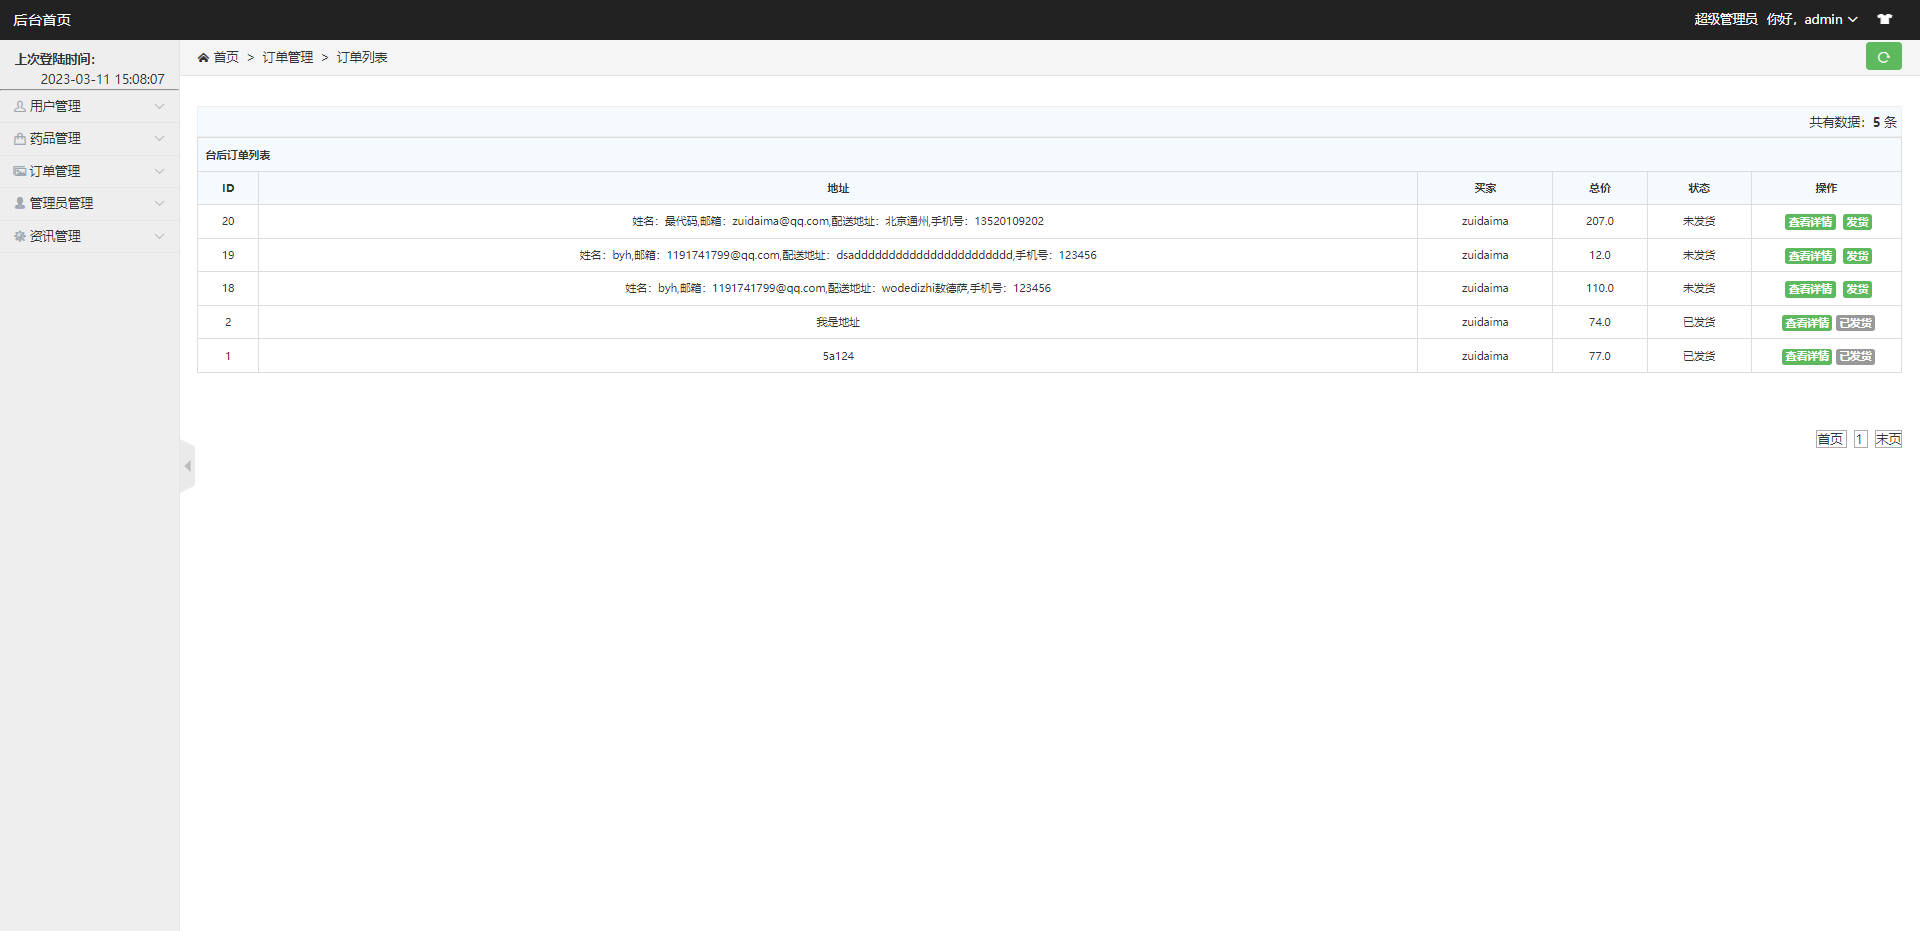 后台首页
超级管理员 你好，admin
上次登陆时间：
2023-03-11 15:08:07
用户管理
药品管理
订单管理
管理员管理
资讯管理
首页 > 订单管理 > 订单列表
共有数据：5 条
台后订单列表
ID 地址 买家 总价 状态 操作
20 姓名：最代码,邮箱：zuidaima@qq.com,配送地址：北京通州,手机号：13520109202 zuidaima 207.0 未发货 查看详情 发货
19 姓名：byh,邮箱：1191741799@qq.com,配送地址：dsaddddddddddddddddddddddd,手机号：123456 zuidaima 12.0 未发货 查看详情 发货
18 姓名：byh,邮箱：1191741799@qq.com,配送地址：wodedizhi敖德萨,手机号：123456 zuidaima 110.0 未发货 查看详情 发货
2 我是地址 zuidaima 74.0 已发货 查看详情 已发货
1 5a124 zuidaima 77.0 已发货 查看详情 已发货
首页 1 末页